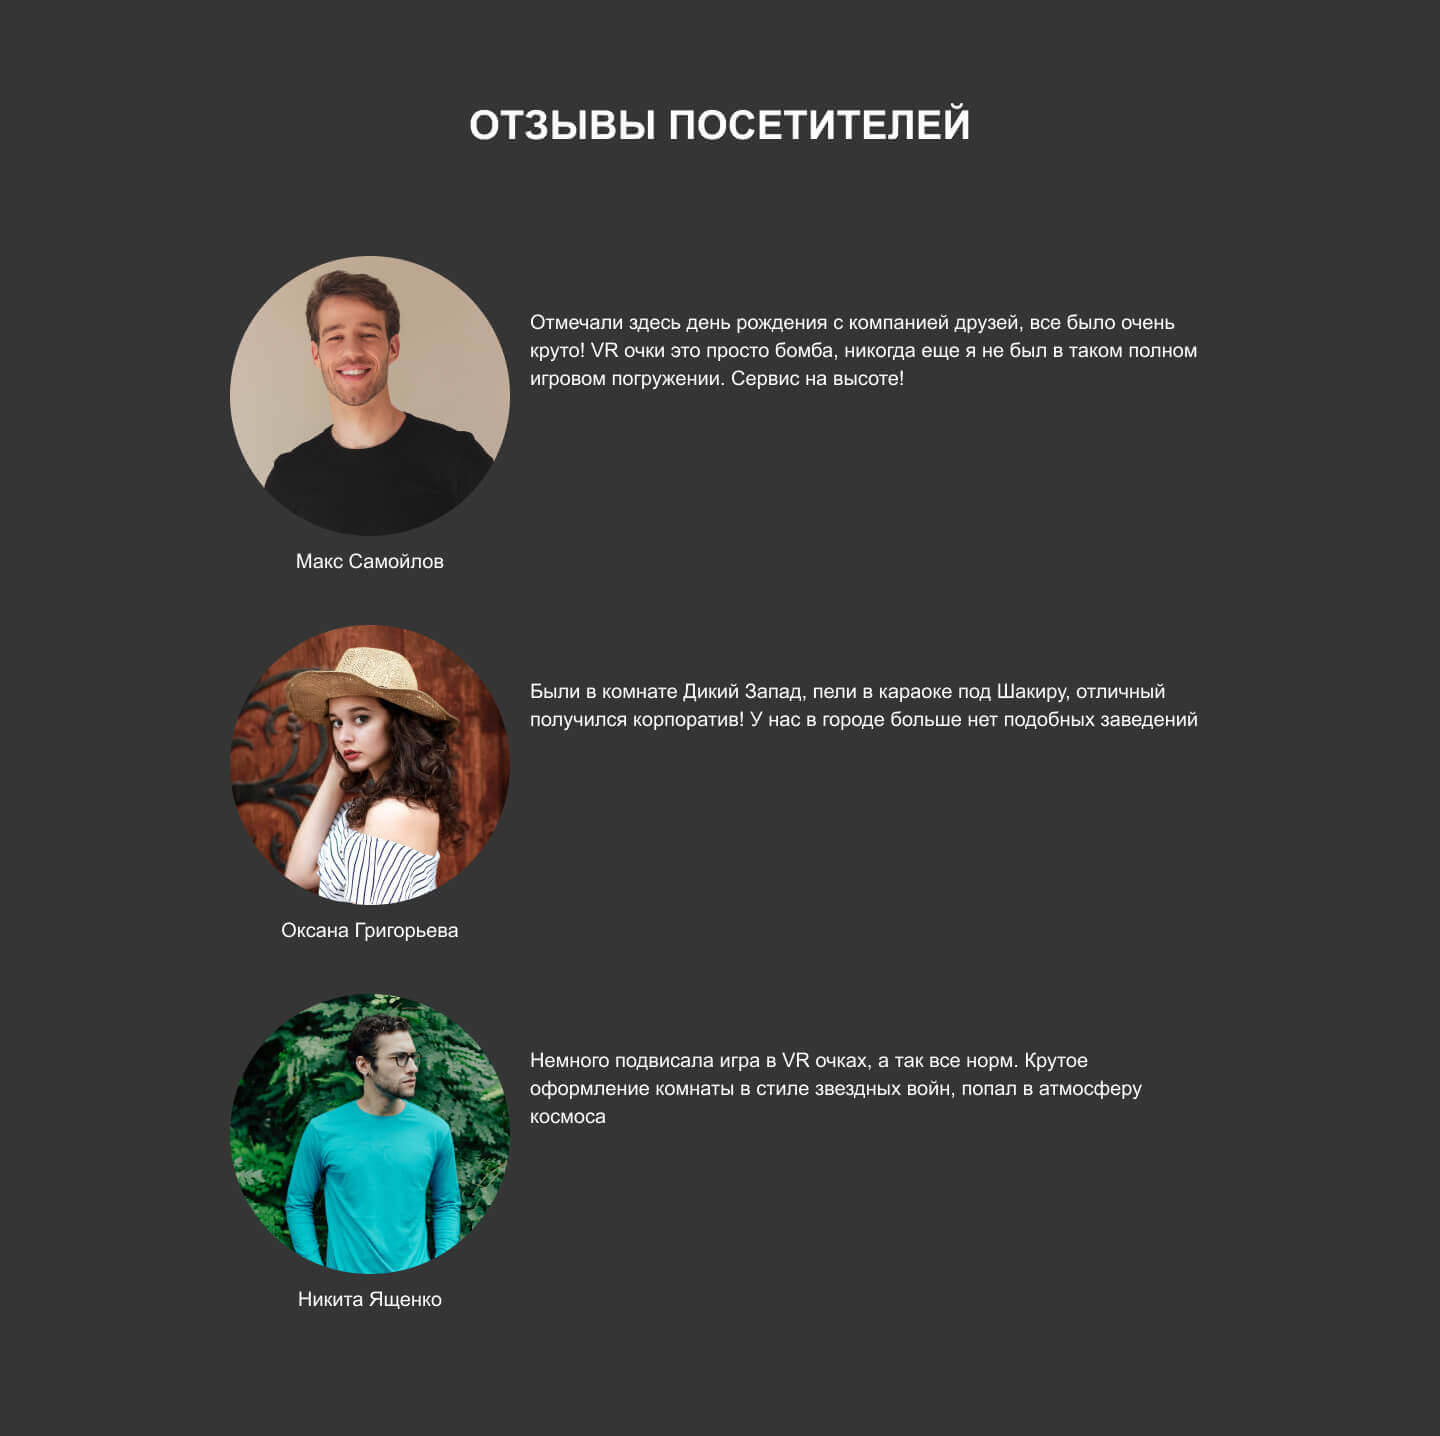 ОТЗЫВЫ ПОСЕТИТЕЛЕЙ
Отмечали здесь день рождения с компанией друзей, все было очень
круто! VR очки это просто бомба, никогда еще я не был в таком полном
игровом погружении. Сервис на высоте!
Макс Самойлов
Были в комнате Дикий Запад, пели в караоке под Шакиру, отличный
получился корпоратив! У нас в городе больше нет подобных заведений
Оксана Григорьева
Немного подвисала игра в VR очках, а так все норм. Крутое
оформление комнаты в стиле звездных войн, попал в атмосферу
космоса
Никита Ященко